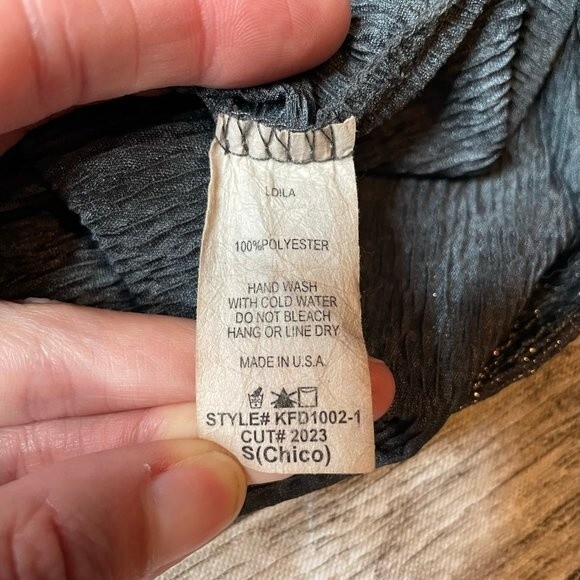 LDILA
100%POLYESTER
HAND WASH
WITH COLD WATER
DO NOT BLEACH
HANG OR LINE DRY
MADE IN U.S.A.
STYLE# KFD1002-1
CUT# 2023
S(Chico)